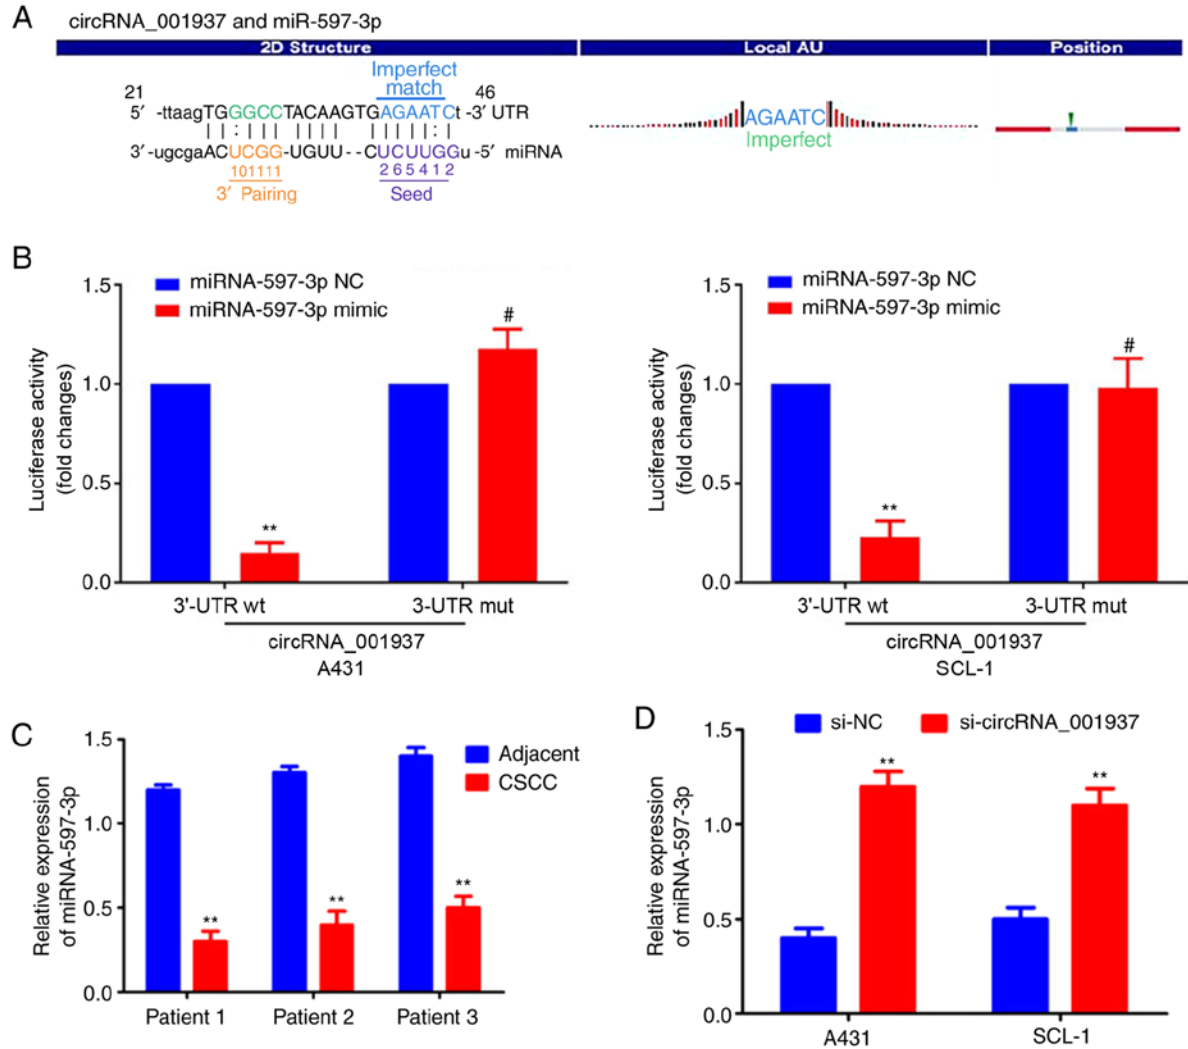 A
circRNA_001937 and miR-597-3p
2D Structure
Local AU
Position
Imperfect
match
21
46
5′ -ttaagTGGGCCTACAAGTGAGAATCt -3′ UTR
3′-ugcgaACUCGG-UGUU--CUCUUGGu-5′ miRNA
101111
2 6 5 4 1 2
3′ Pairing
Seed
AGAATC
Imperfect
B
miRNA-597-3p NC
miRNA-597-3p mimic
Luciferase activity
(fold changes)
1.5
1.0
0.5
0.0
**
#
3'-UTR wt
3-UTR mut
circRNA_001937
A431
miRNA-597-3p NC
miRNA-597-3p mimic
Luciferase activity
(fold changes)
1.5
1.0
0.5
0.0
**
#
3'-UTR wt
3-UTR mut
circRNA_001937
SCL-1
C
Relative expression
of miRNA-597-3p
1.5
1.0
0.5
0.0
Adjacent
CSCC
**
**
**
Patient 1
Patient 2
Patient 3
D
si-NC
si-circRNA_001937
Relative expression
of miRNA-597-3p
1.5
1.0
0.5
0.0
**
**
A431
SCL-1